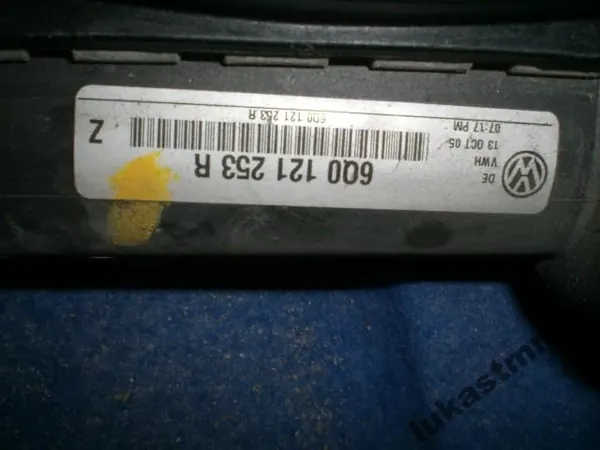 DE
VWH
13 OCT 05
07:17 PM
6Q0 121 253 R
6Q0 121 253 R
Z
lukastmr